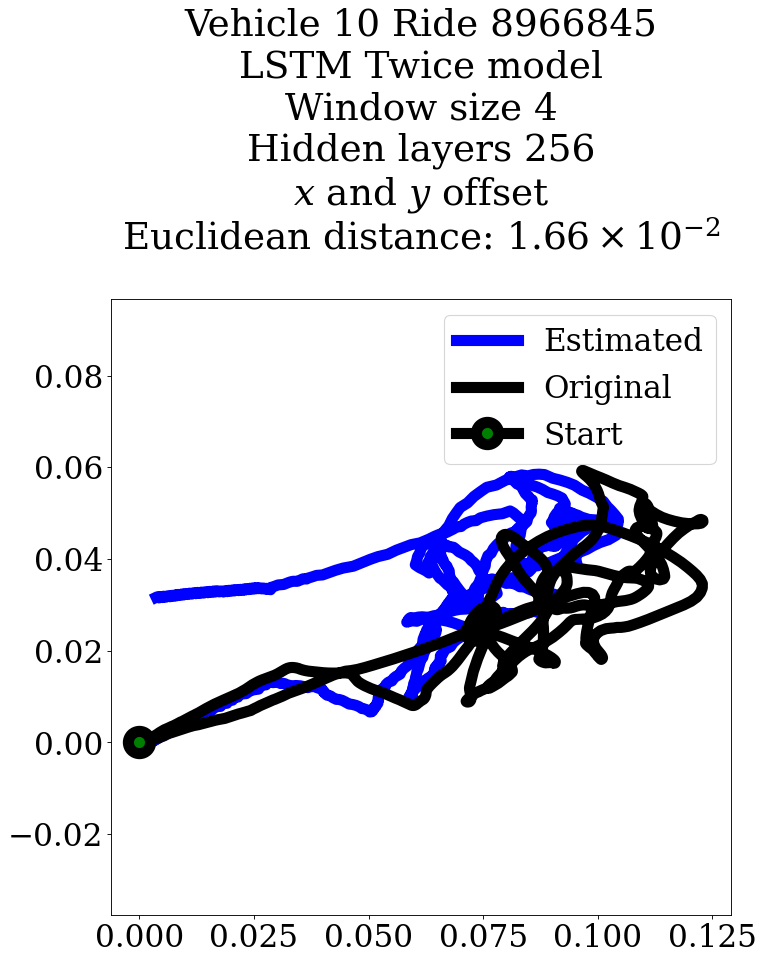 Vehicle 10 Ride 8966845
LSTM Twice model
Window size 4
Hidden layers 256
x and y offset
Euclidean distance: 1.66 × 10⁻²
Estimated
Original
Start
0.08
0.06
0.04
0.02
0.00
−0.02
0.000 0.025 0.050 0.075 0.100 0.125